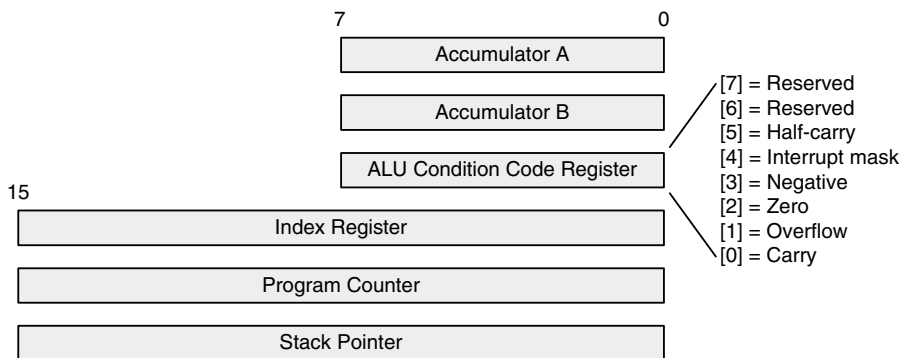 7 0
Accumulator A
Accumulator B
ALU Condition Code Register
[7] = Reserved
[6] = Reserved
[5] = Half-carry
[4] = Interrupt mask
[3] = Negative
[2] = Zero
[1] = Overflow
[0] = Carry
15
Index Register
Program Counter
Stack Pointer